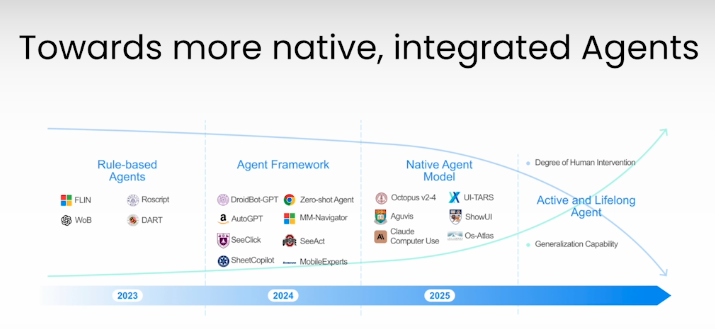 Towards more native, integrated Agents
Rule-based
Agents
FLIN
Roscript
WoB
DART
Agent Framework
DroidBot-GPT
Zero-shot Agent
AutoGPT
MM-Navigator
SeeClick
SeeAct
SheetCopilot
MobileExperts
Native Agent
Model
Octopus v2-4
UI-TARS
Aguvis
ShowUI
Claude
Computer Use
Os-Atlas
Degree of Human Intervention
Active and Lifelong
Agent
Generalization Capability
2023
2024
2025